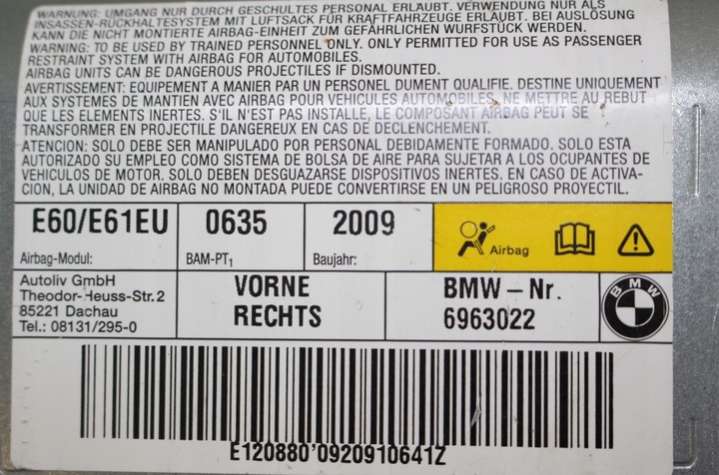 WARNUNG: UMGANG NUR DURCH GESCHULTES PERSONAL ERLAUBT. VERWENDUNG NUR ALS
INSASSEN-RÜCKHALTESYSTEM MIT LUFTSACK FÜR KRAFTFAHRZEUGE ERLAUBT. BEI AUSLÖSUNG
KANN DIE NICHT MONTIERTE AIRBAG-EINHEIT ZUM GEFÄHRLICHEN WURFSTÜCK WERDEN.
WARNING: TO BE USED BY TRAINED PERSONNEL ONLY. ONLY PERMITTED FOR USE AS PASSENGER
RESTRAINT SYSTEM WITH AIRBAG FOR AUTOMOBILES.
AIRBAG UNITS CAN BE DANGEROUS PROJECTILES IF DISMOUNTED.
AVERTISSEMENT: EQUIPEMENT A MANIER PAR UN PERSONEL DUMENT QUALIFIE. DESTINE UNIQUEMENT
AUX SYSTEMES DE MANTIEN AVEC AIRBAG POUR VEHICULES AUTOMOBILES. NE METTRE AU REBUT
QUE LES ELEMENTS INERTES. S'IL N'EST PAS INSTALLE, LE COMPOSANT AIRBAG PEUT SE
TRANSFORMER EN PROJECTILE DANGEREUX EN CAS DE DECLENCHEMENT.
ATENCION: SOLO DEBE SER MANIPULADO POR PERSONAL DEBIDAMENTE FORMADO. SOLO ESTA
AUTORIZADO SU EMPLEO COMO SISTEMA DE BOLSA DE AIRE PARA SUJETAR A LOS OCUPANTES DE
VEHICULOS DE MOTOR. SOLO DEBEN DESGUAZARSE DISPOSITIVOS INERTES. EN CASO DE ACTIVA-
CION, LA UNIDAD DE AIRBAG NO MONTADA PUEDE CONVERTIRSE EN UN PELIGROSO PROYECTIL.
E60/E61EU 0635 2009
Airbag-Modul: BAM-PT1 Baujahr: Airbag
Autoliv GmbH
Theodor-Heuss-Str.2
85221 Dachau
Tel.: 08131/295-0
VORNE
RECHTS
BMW – Nr.
6963022
BMW
E120880'0920910641Z